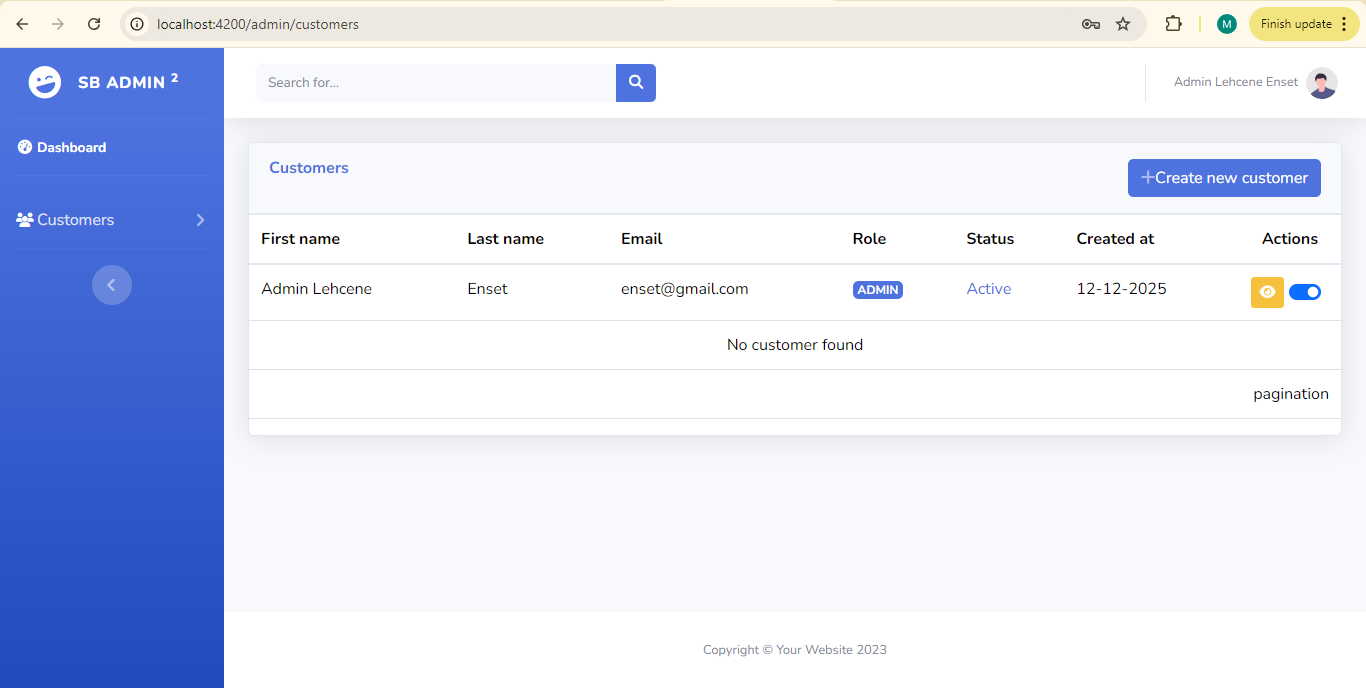 localhost:4200/admin/customers
M
Finish update
SB ADMIN 2
Search for...
Admin Lehcene Enset
Dashboard
Customers
Customers
+Create new customer
First name Last name Email Role Status Created at Actions
Admin Lehcene Enset enset@gmail.com ADMIN Active 12-12-2025
No customer found
pagination
Copyright © Your Website 2023